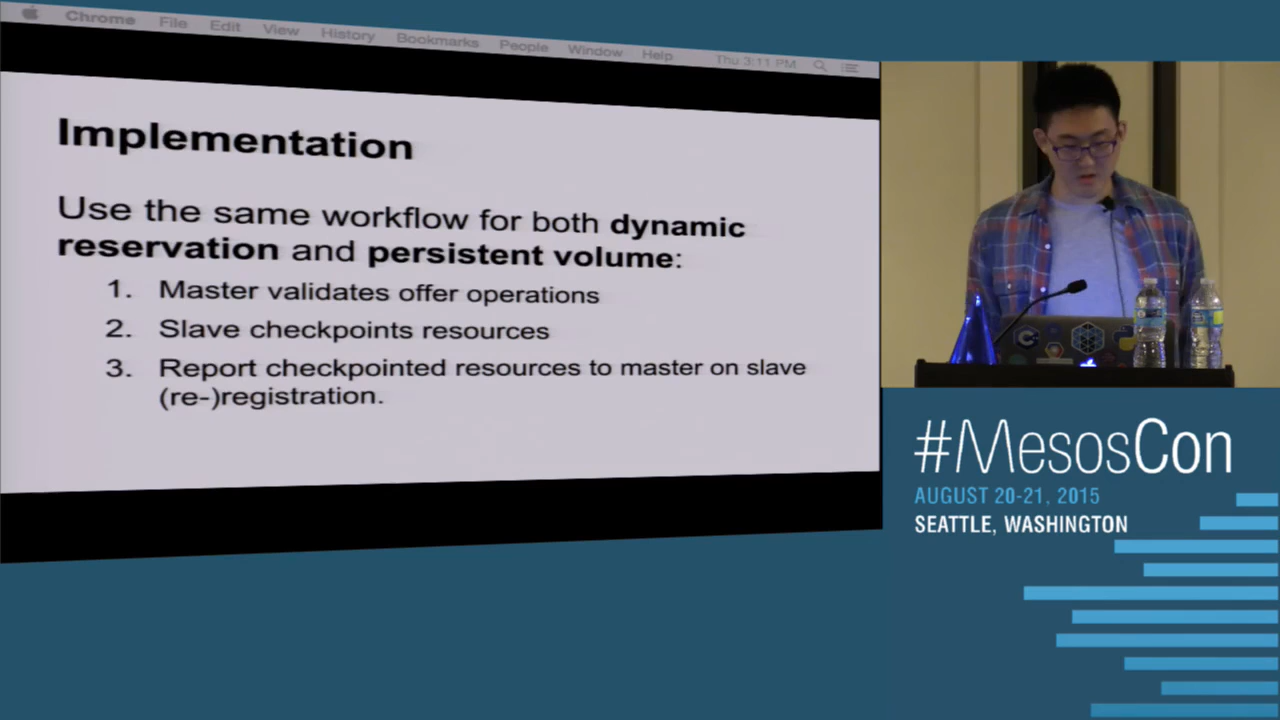 Chrome File Edit View History Bookmarks People Window Help Thu 3:11 PM
Implementation
Use the same workflow for both dynamic
reservation and persistent volume:
1. Master validates offer operations
2. Slave checkpoints resources
3. Report checkpointed resources to master on slave
(re-)registration.
#MesosCon
AUGUST 20-21, 2015
SEATTLE, WASHINGTON